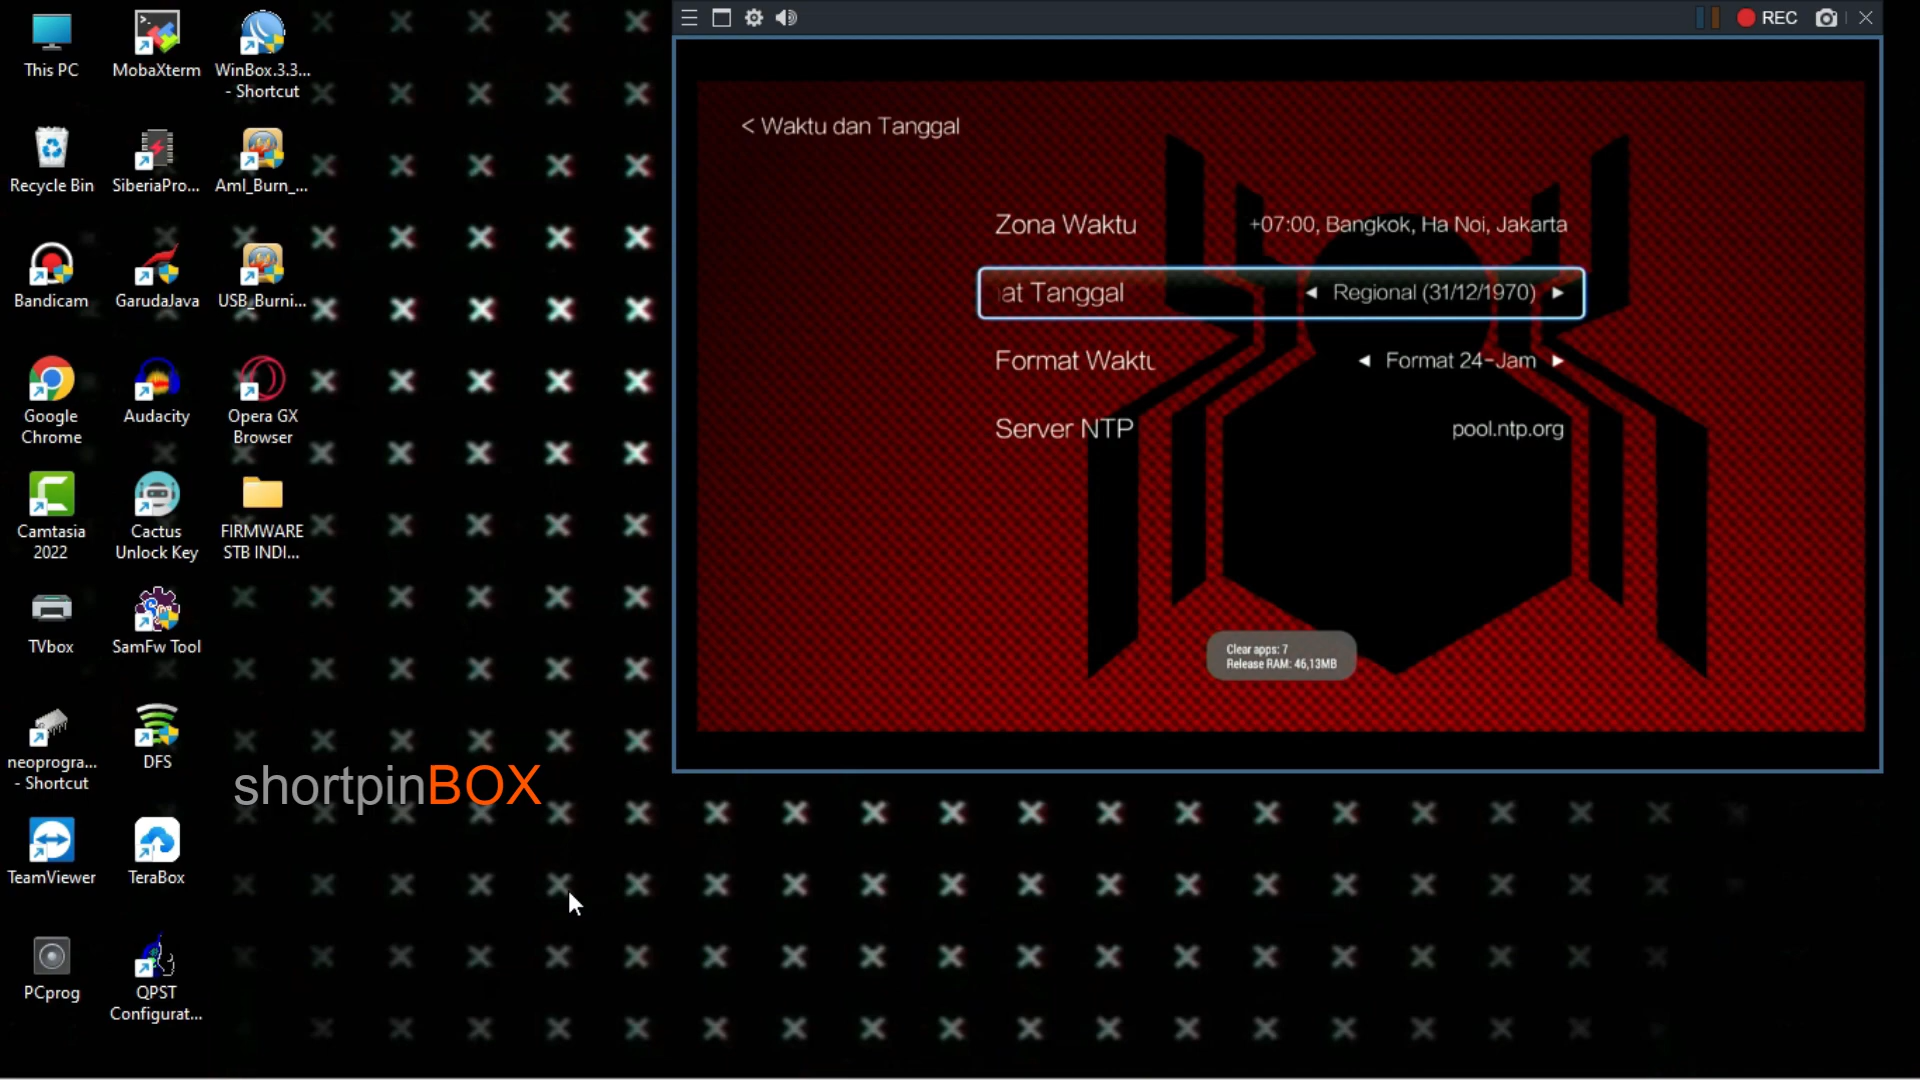 This PC
MobaXterm
WinBox.3.3...
- Shortcut
Recycle Bin
SiberiaPro...
Aml_Burn_...
Bandicam
GarudaJava
USB_Burni...
Google
Chrome
Audacity
Opera GX
Browser
Camtasia
2022
Cactus
Unlock Key
FIRMWARE
STB INDI...
TVbox
SamFw Tool
neoprogra...
- Shortcut
DFS
TeamViewer
TeraBox
PCprog
QPST
Configurat...
shortpinBOX
REC
< Waktu dan Tanggal
Zona Waktu +07:00, Bangkok, Ha Noi, Jakarta
at Tanggal ◄ Regional (31/12/1970) ►
Format Waktu ◄ Format 24-Jam ►
Server NTP pool.ntp.org
Clear apps: 7
Release RAM: 46,13MB